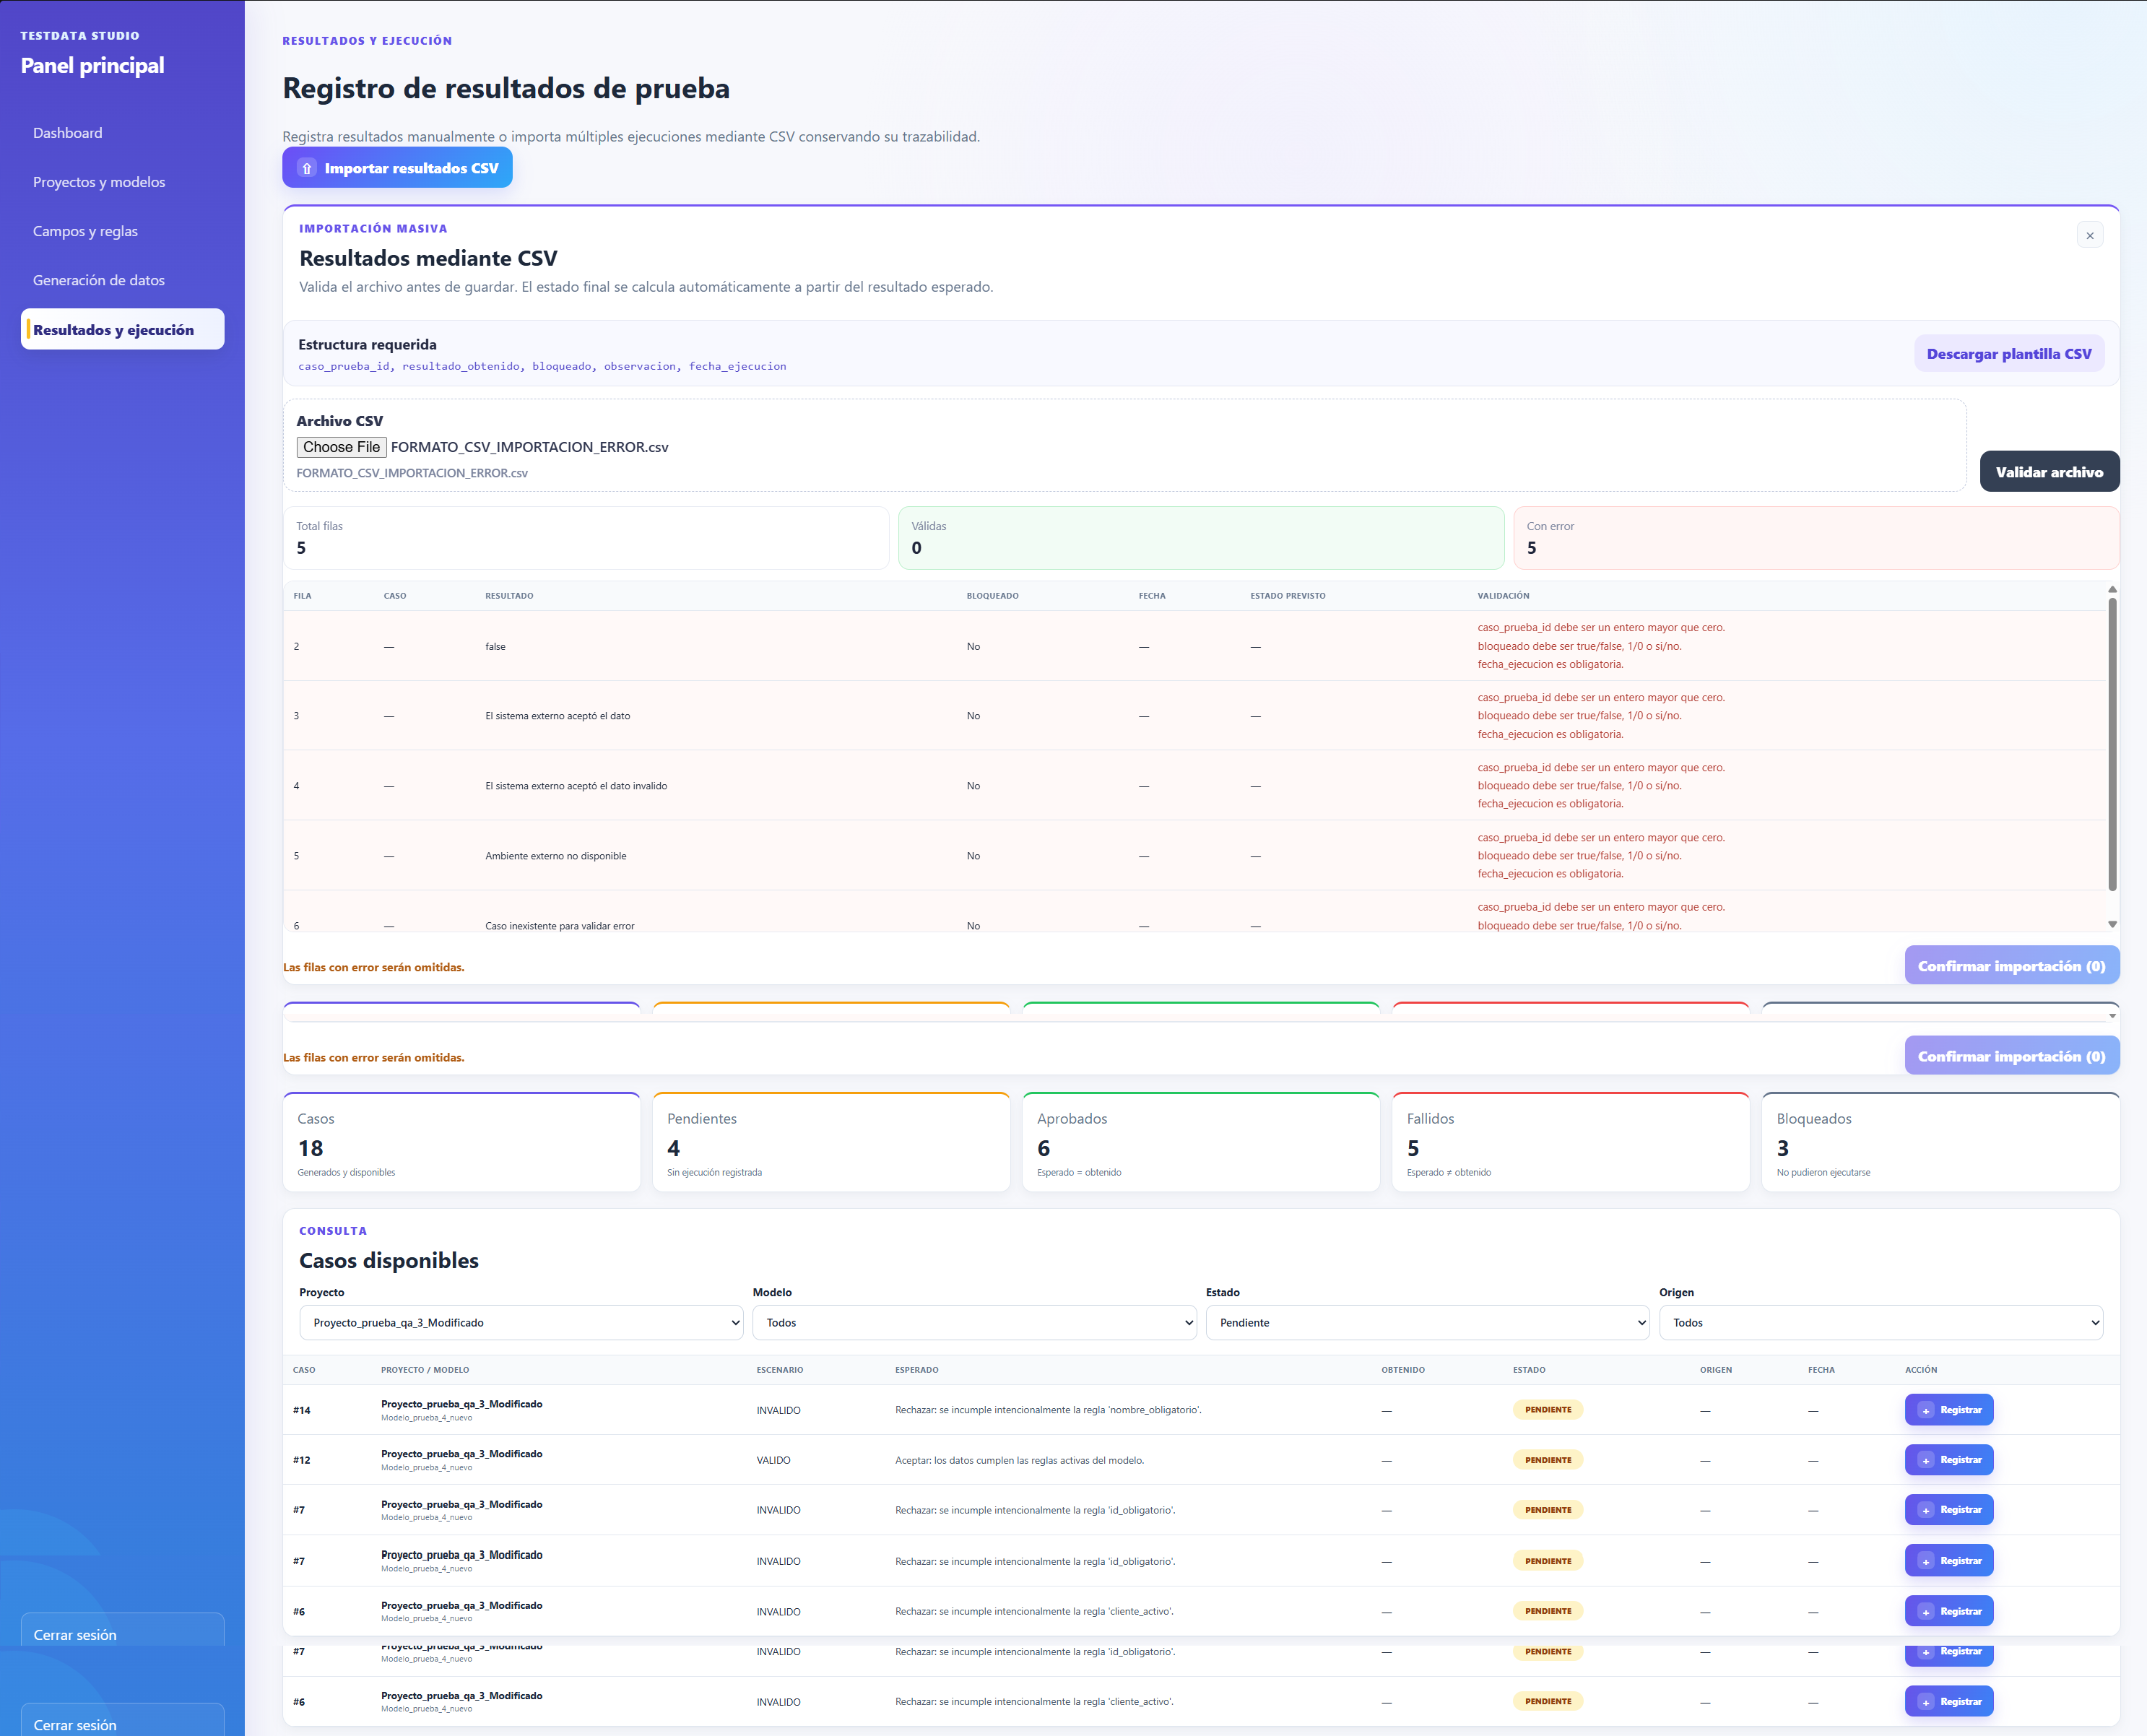 TESTDATA STUDIO
Panel principal
Dashboard
Proyectos y modelos
Campos y reglas
Generación de datos
Resultados y ejecución
Cerrar sesión
Cerrar sesión
RESULTADOS Y EJECUCIÓN
Registro de resultados de prueba
Registra resultados manualmente o importa múltiples ejecuciones mediante CSV conservando su trazabilidad.
⇧ Importar resultados CSV
IMPORTACIÓN MASIVA
×
Resultados mediante CSV
Valida el archivo antes de guardar. El estado final se calcula automáticamente a partir del resultado esperado.
Estructura requerida
caso_prueba_id, resultado_obtenido, bloqueado, observacion, fecha_ejecucion
Descargar plantilla CSV
Archivo CSV
Choose File FORMATO_CSV_IMPORTACION_ERROR.csv
FORMATO_CSV_IMPORTACION_ERROR.csv
Validar archivo
Total filas
5
Válidas
0
Con error
5
FILA CASO RESULTADO BLOQUEADO FECHA ESTADO PREVISTO VALIDACIÓN
caso_prueba_id debe ser un entero mayor que cero.
2 — false No — — bloqueado debe ser true/false, 1/0 o si/no.
fecha_ejecucion es obligatoria.
caso_prueba_id debe ser un entero mayor que cero.
3 — El sistema externo aceptó el dato No — — bloqueado debe ser true/false, 1/0 o si/no.
fecha_ejecucion es obligatoria.
caso_prueba_id debe ser un entero mayor que cero.
4 — El sistema externo aceptó el dato invalido No — — bloqueado debe ser true/false, 1/0 o si/no.
fecha_ejecucion es obligatoria.
caso_prueba_id debe ser un entero mayor que cero.
5 — Ambiente externo no disponible No — — bloqueado debe ser true/false, 1/0 o si/no.
fecha_ejecucion es obligatoria.
caso_prueba_id debe ser un entero mayor que cero.
6 — Caso inexistente para validar error No — — bloqueado debe ser true/false, 1/0 o si/no.
Las filas con error serán omitidas.
Confirmar importación (0)
Las filas con error serán omitidas.
Confirmar importación (0)
Casos
18
Generados y disponibles
Pendientes
4
Sin ejecución registrada
Aprobados
6
Esperado = obtenido
Fallidos
5
Esperado ≠ obtenido
Bloqueados
3
No pudieron ejecutarse
CONSULTA
Casos disponibles
Proyecto Modelo Estado Origen
Proyecto_prueba_qa_3_Modificado Todos Pendiente Todos
CASO PROYECTO / MODELO ESCENARIO ESPERADO OBTENIDO ESTADO ORIGEN FECHA ACCIÓN
#14 Proyecto_prueba_qa_3_Modificado INVALIDO Rechazar: se incumple intencionalmente la regla 'nombre_obligatorio'. — PENDIENTE — — + Registrar
Modelo_prueba_4_nuevo
#12 Proyecto_prueba_qa_3_Modificado VALIDO Aceptar: los datos cumplen las reglas activas del modelo. — PENDIENTE — — + Registrar
Modelo_prueba_4_nuevo
#7 Proyecto_prueba_qa_3_Modificado INVALIDO Rechazar: se incumple intencionalmente la regla 'id_obligatorio'. — PENDIENTE — — + Registrar
Modelo_prueba_4_nuevo
#7 Proyecto_prueba_qa_3_Modificado INVALIDO Rechazar: se incumple intencionalmente la regla 'id_obligatorio'. — PENDIENTE — — + Registrar
Modelo_prueba_4_nuevo
#6 Proyecto_prueba_qa_3_Modificado INVALIDO Rechazar: se incumple intencionalmente la regla 'cliente_activo'. — PENDIENTE — — + Registrar
Modelo_prueba_4_nuevo
#7 Proyecto_prueba_qa_3_Modificado INVALIDO Rechazar: se incumple intencionalmente la regla 'id_obligatorio'. — PENDIENTE — — + Registrar
Modelo_prueba_4_nuevo
#6 Proyecto_prueba_qa_3_Modificado INVALIDO Rechazar: se incumple intencionalmente la regla 'cliente_activo'. — PENDIENTE — — + Registrar
Modelo_prueba_4_nuevo